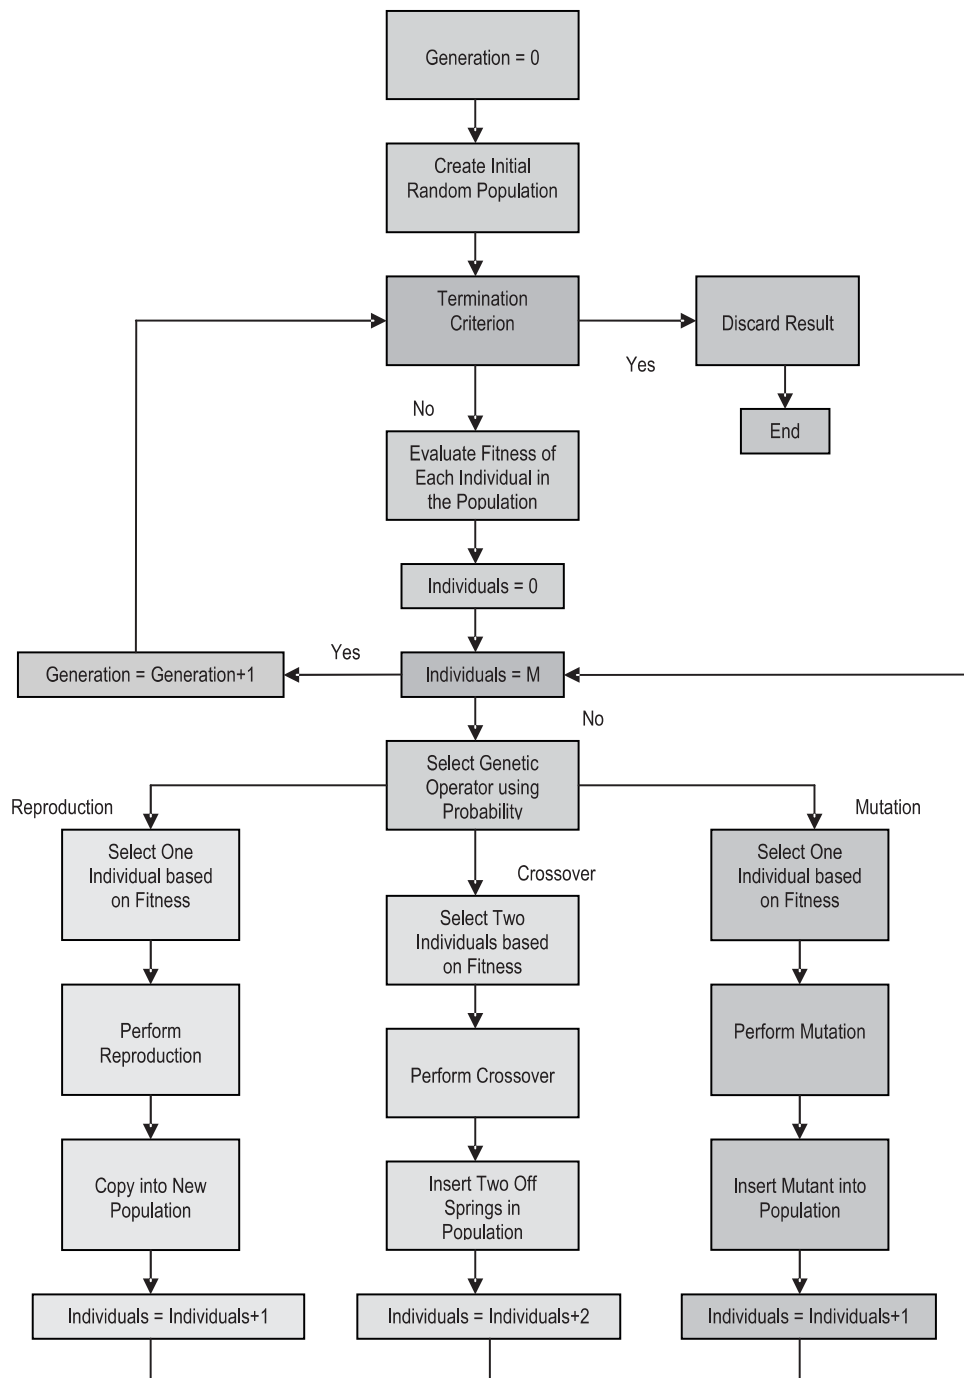 Generation = 0
Create Initial
Random Population
Termination
Criterion
Discard Result
Yes
No
End
Evaluate Fitness of
Each Individual in
the Population
Individuals = 0
Yes
Generation = Generation+1
Individuals = M
No
Select Genetic
Operator using
Probability
Reproduction
Mutation
Select One
Individual based
on Fitness
Crossover
Select One
Individual based
on Fitness
Select Two
Individuals based
on Fitness
Perform
Reproduction
Perform Crossover
Perform Mutation
Copy into New
Population
Insert Two Off
Springs in
Population
Insert Mutant into
Population
Individuals = Individuals+1
Individuals = Individuals+2
Individuals = Individuals+1